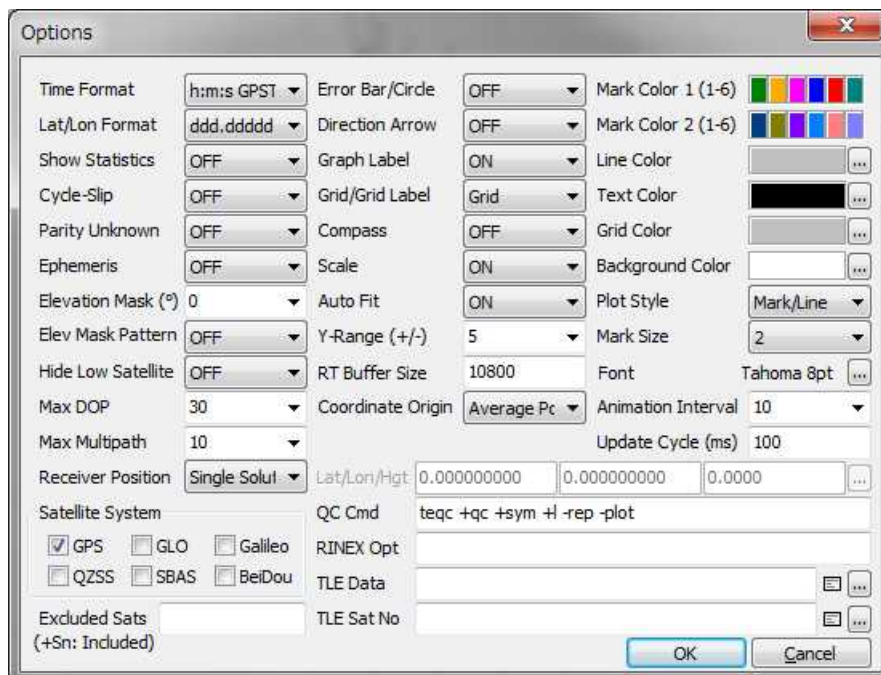 Options
Time Format h:m:s GPST Error Bar/Circle OFF Mark Color 1 (1-6)
Lat/Lon Format ddd.ddddd Direction Arrow OFF Mark Color 2 (1-6)
Show Statistics OFF Graph Label ON Line Color ...
Cycle-Slip OFF Grid/Grid Label Grid Text Color ...
Parity Unknown OFF Compass OFF Grid Color ...
Ephemeris OFF Scale ON Background Color ...
Elevation Mask (°) 0 Auto Fit ON Plot Style Mark/Line
Elev Mask Pattern OFF Y-Range (+/-) 5 Mark Size 2
Hide Low Satellite OFF RT Buffer Size 10800 Font Tahoma 8pt ...
Max DOP 30 Coordinate Origin Average Pc Animation Interval 10
Max Multipath 10 Update Cycle (ms) 100
Receiver Position Single Solut Lat/Lon/Hgt 0.000000000 0.000000000 0.0000 ...
Satellite System QC Cmd teqc +qc +sym +l -rep -plot
GPS GLO Galileo RINEX Opt
QZSS SBAS BeiDou TLE Data ...
Excluded Sats TLE Sat No ...
(+Sn: Included) OK Cancel